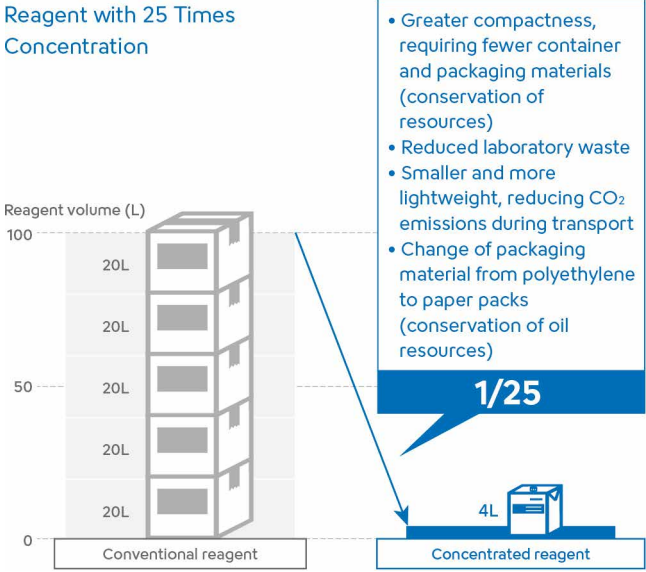 Reagent with 25 Times
Concentration
• Greater compactness,
requiring fewer container
and packaging materials
(conservation of
resources)
• Reduced laboratory waste
• Smaller and more
lightweight, reducing CO₂
emissions during transport
• Change of packaging
material from polyethylene
to paper packs
(conservation of oil
resources)
1/25
Reagent volume (L)
100
20L
20L
50
20L
20L
20L
0
4L
Conventional reagent
Concentrated reagent